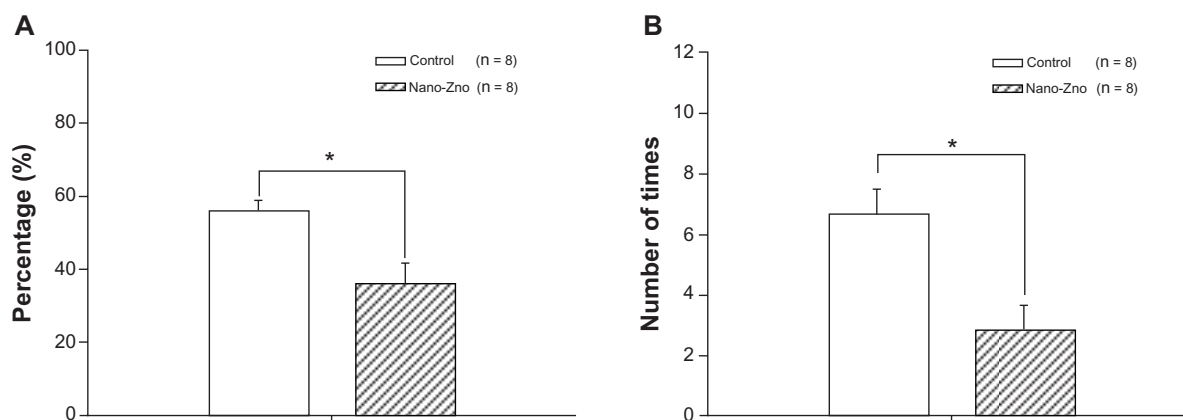 A
Percentage (%)
100
80
60
40
20
0
Control (n = 8)
Nano-Zno (n = 8)
*
B
Number of times
12
10
8
6
4
2
0
Control (n = 8)
Nano-Zno (n = 8)
*